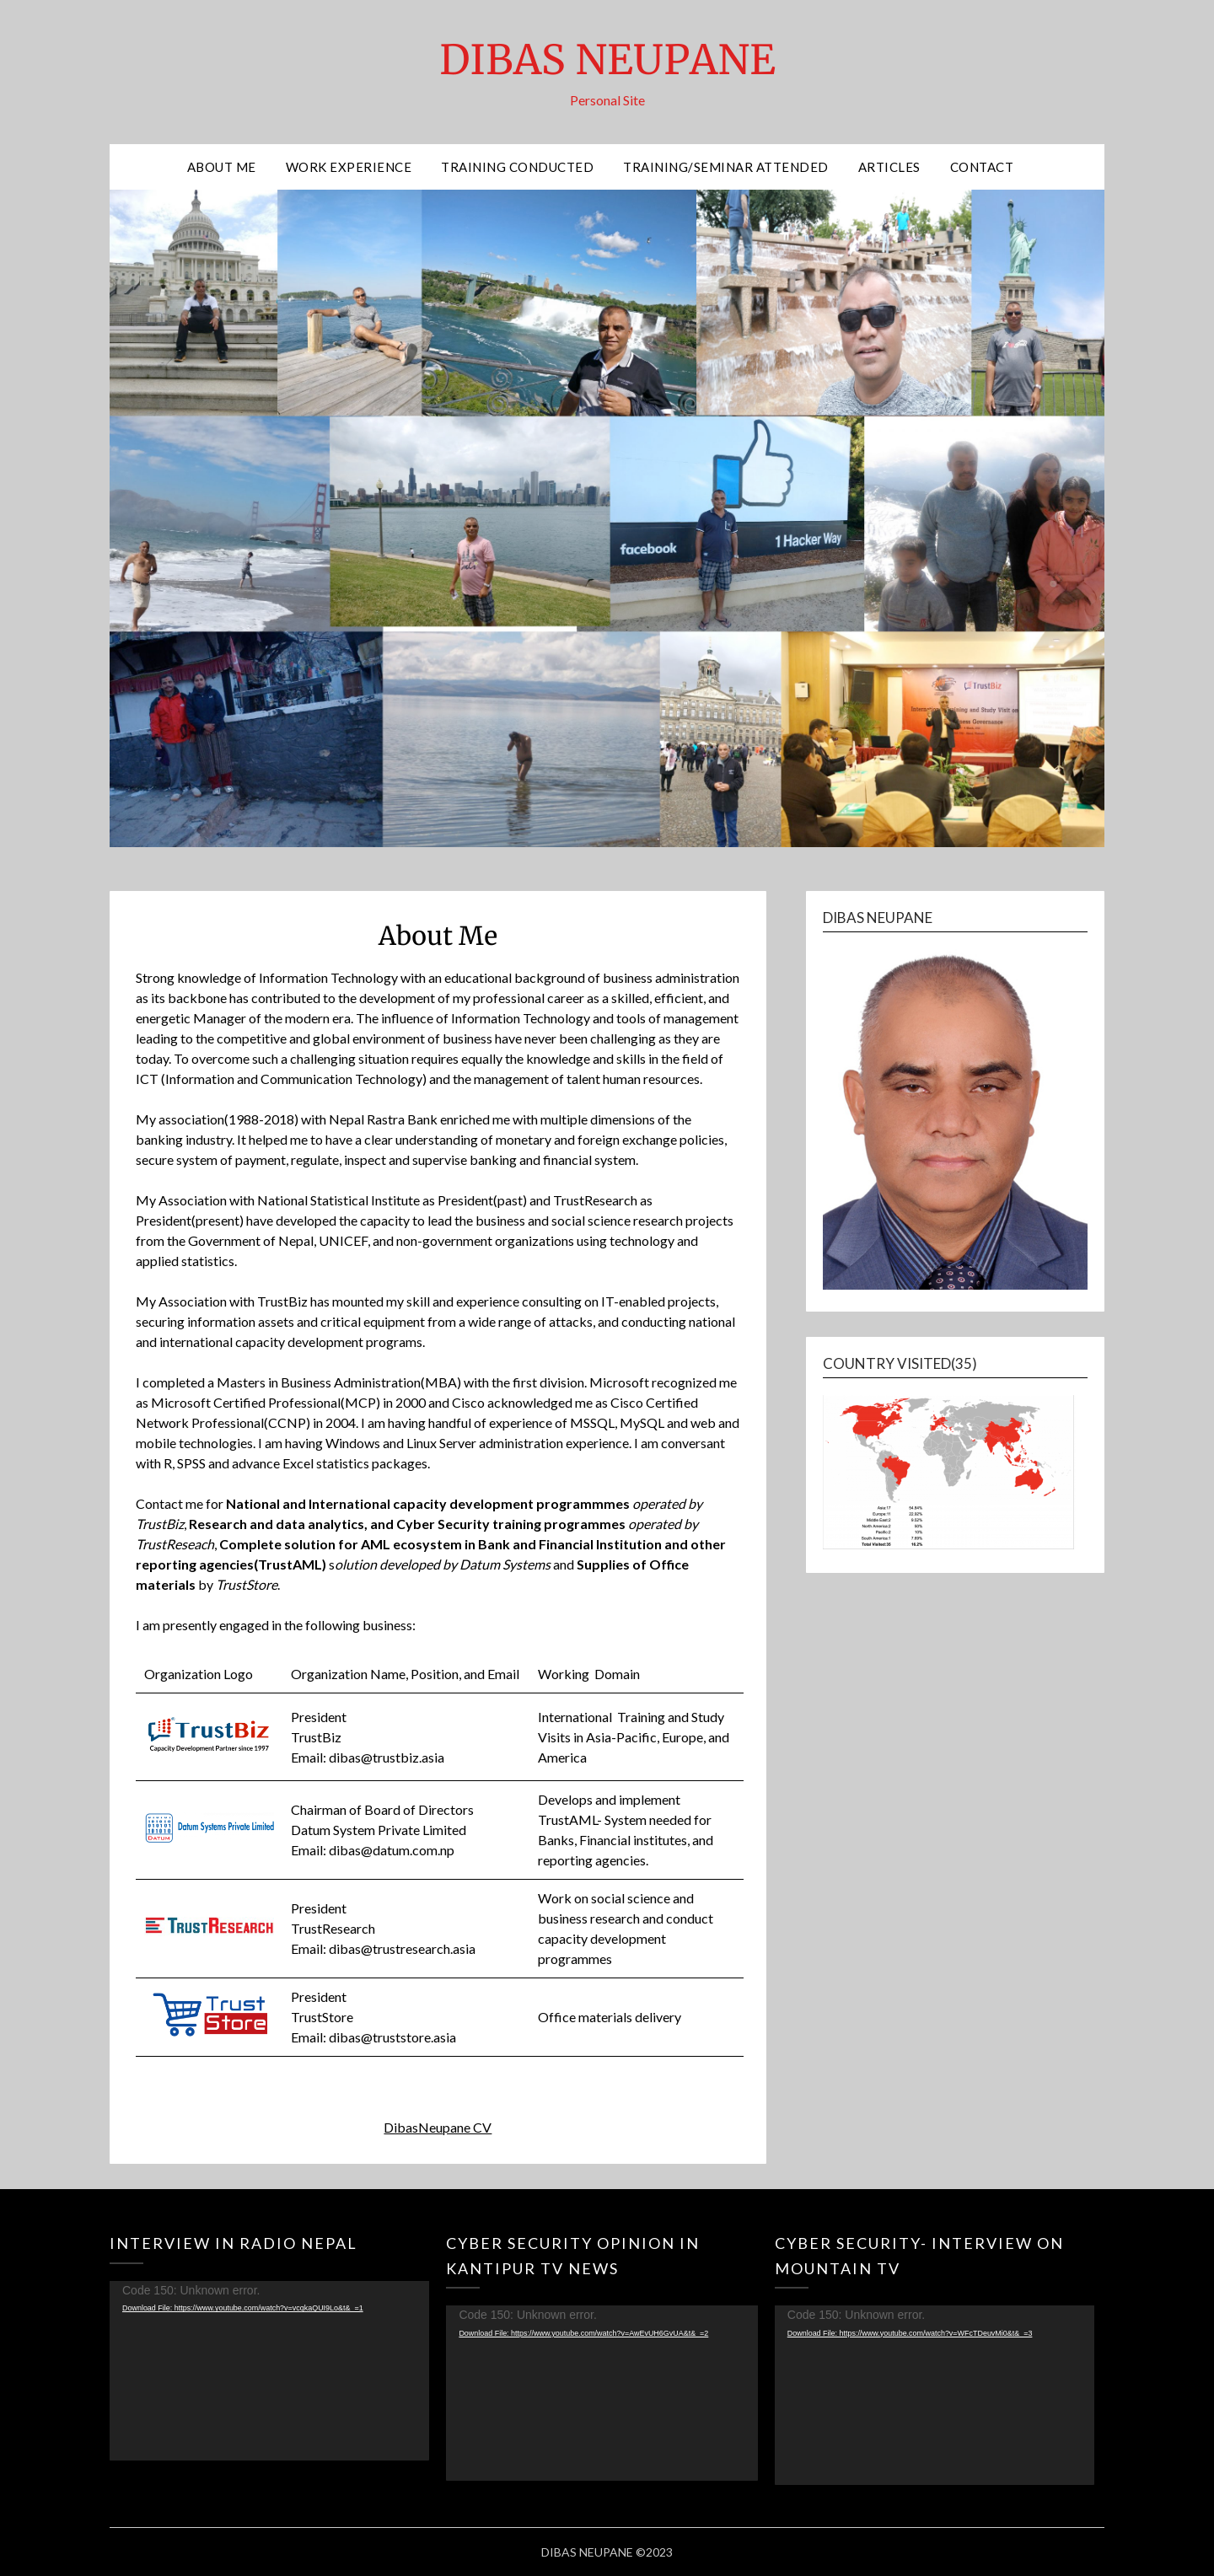 DIBAS NEUPANE
Personal Site
ABOUT ME WORK EXPERIENCE TRAINING CONDUCTED TRAINING/SEMINAR ATTENDED ARTICLES CONTACT
facebook 1 Hacker Way
TrustBiz
About Me
Strong knowledge of Information Technology with an educational background of business administration
as its backbone has contributed to the development of my professional career as a skilled, efficient, and
energetic Manager of the modern era. The influence of Information Technology and tools of management
leading to the competitive and global environment of business have never been challenging as they are
today. To overcome such a challenging situation requires equally the knowledge and skills in the field of
ICT (Information and Communication Technology) and the management of talent human resources.
My association(1988-2018) with Nepal Rastra Bank enriched me with multiple dimensions of the
banking industry. It helped me to have a clear understanding of monetary and foreign exchange policies,
secure system of payment, regulate, inspect and supervise banking and financial system.
My Association with National Statistical Institute as President(past) and TrustResearch as
President(present) have developed the capacity to lead the business and social science research projects
from the Government of Nepal, UNICEF, and non-government organizations using technology and
applied statistics.
My Association with TrustBiz has mounted my skill and experience consulting on IT-enabled projects,
securing information assets and critical equipment from a wide range of attacks, and conducting national
and international capacity development programs.
I completed a Masters in Business Administration(MBA) with the first division. Microsoft recognized me
as Microsoft Certified Professional(MCP) in 2000 and Cisco acknowledged me as Cisco Certified
Network Professional(CCNP) in 2004. I am having handful of experience of MSSQL, MySQL and web and
mobile technologies. I am having Windows and Linux Server administration experience. I am conversant
with R, SPSS and advance Excel statistics packages.
Contact me for National and International capacity development programmmes operated by
TrustBiz, Research and data analytics, and Cyber Security training programmes operated by
TrustReseach, Complete solution for AML ecosystem in Bank and Financial Institution and other
reporting agencies(TrustAML) solution developed by Datum Systems and Supplies of Office
materials by TrustStore.
I am presently engaged in the following business:
Organization Logo Organization Name, Position, and Email Working Domain
TrustBiz
Capacity Development Partner since 1997
President
TrustBiz
Email: dibas@trustbiz.asia
International Training and Study
Visits in Asia-Pacific, Europe, and
America
DATUM
Datum Systems Private Limited
Chairman of Board of Directors
Datum System Private Limited
Email: dibas@datum.com.np
Develops and implement
TrustAML- System needed for
Banks, Financial institutes, and
reporting agencies.
TRUSTRESEARCH
President
TrustResearch
Email: dibas@trustresearch.asia
Work on social science and
business research and conduct
capacity development
programmes
Trust
Store
President
TrustStore
Email: dibas@truststore.asia
Office materials delivery
DibasNeupane CV
DIBAS NEUPANE
COUNTRY VISITED(35)
INTERVIEW IN RADIO NEPAL
Code 150: Unknown error.
Download File: https://www.youtube.com/watch?v=vcqkaQUI9Lo&t&_=1
CYBER SECURITY OPINION IN
KANTIPUR TV NEWS
Code 150: Unknown error.
Download File: https://www.youtube.com/watch?v=AwEvUH6GvUA&t&_=2
CYBER SECURITY- INTERVIEW ON
MOUNTAIN TV
Code 150: Unknown error.
Download File: https://www.youtube.com/watch?v=WFcTDeuvMi0&t&_=3
DIBAS NEUPANE ©2023